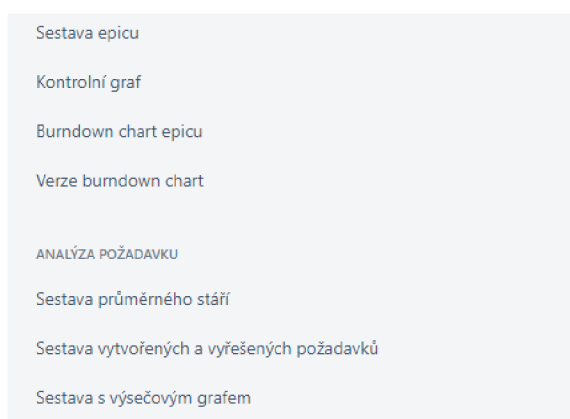 Sestava epicu
Kontrolní graf
Burndown chart epicu
Verze burndown chart
ANALÝZA POŽADAVKU
Sestava průměrného stáří
Sestava vytvořených a vyřešených požadavků
Sestava s výsečovým grafem